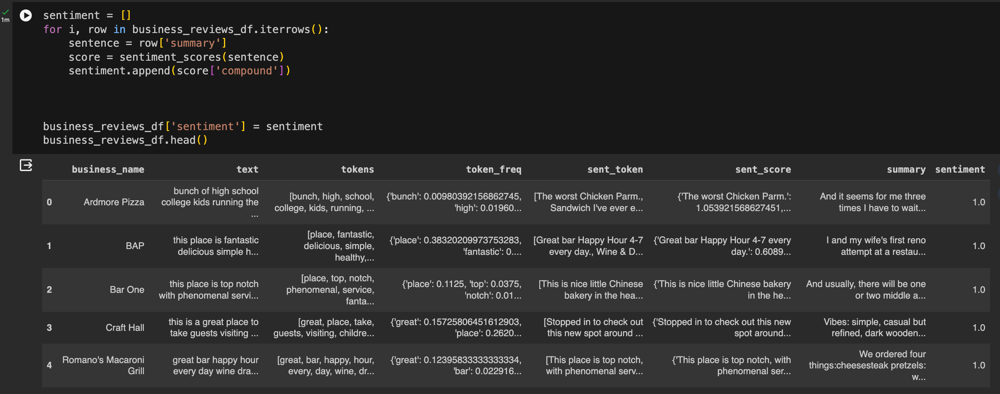 1m
sentiment = []
for i, row in business_reviews_df.iterrows():
    sentence = row['summary']
    score = sentiment_scores(sentence)
    sentiment.append(score['compound'])
business_reviews_df['sentiment'] = sentiment
business_reviews_df.head()
business_name text tokens token_freq sent_token sent_score summary sentiment
0
Ardmore Pizza
bunch of high school
college kids running the
...
[bunch, high, school,
college, kids, running, ...
{'bunch': 0.00980392156862745,
'high': 0.01960...
[The worst Chicken Parm.,
Sandwich I've ever e...
{'The worst Chicken Parm.':
1.053921568627451,...
And it seems for me three
times I have to wait...
1.0
1
BAP
this place is fantastic
delicious simple h...
[place, fantastic,
delicious, simple,
healthy,...
{'place': 0.38320209973753283,
'fantastic': 0....
[Great bar Happy Hour 4-7
every day., Wine & D...
{'Great bar Happy Hour 4-7 every
day.': 0.6089...
I and my wife's first reno
attempt at a restau...
1.0
2
Bar One
this place is top notch
with phenomenal servi...
[place, top, notch,
phenomenal, service,
fanta...
{'place': 0.1125, 'top': 0.0375,
'notch': 0.01...
[This is nice little Chinese
bakery in the hea...
{'This is nice little Chinese bakery
in the he...
And usually, there will be one
or two middle a...
1.0
3
Craft Hall
this is a great place to
take guests visiting ...
[great, place, take,
guests, visiting, childre...
{'great': 0.15725806451612903,
'place': 0.2620...
[Stopped in to check out
this new spot around ...
{'Stopped in to check out this new
spot around...
Vibes: simple, casual but
refined, dark wooden...
1.0
4
Romano's Macaroni
Grill
great bar happy hour
every day wine dra...
[great, bar, happy, hour,
every, day, wine, dr...
{'great': 0.12395833333333334,
'bar': 0.022916...
[This place is top notch,
with phenomenal serv...
{'This place is top notch, with
phenomenal ser...
We ordered four
things:cheesesteak pretzels:
w...
1.0